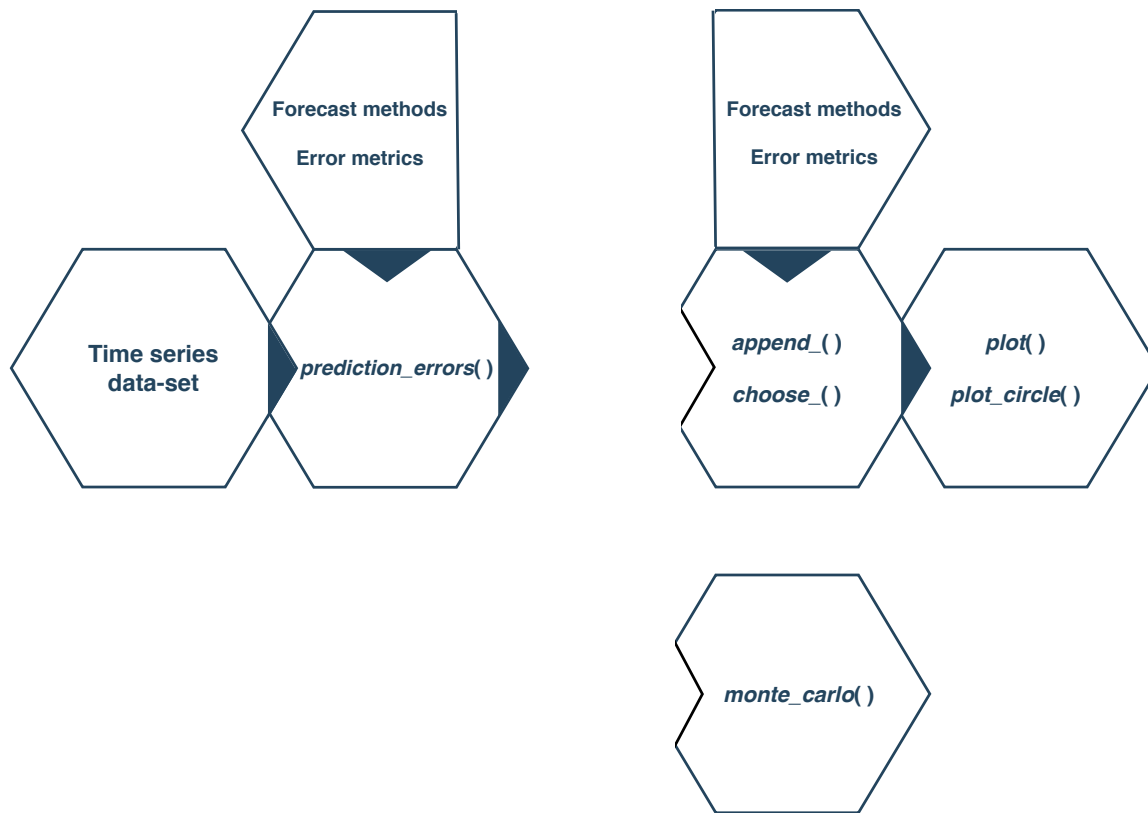 Forecast methods
Error metrics
Forecast methods
Error metrics
Time series
data-set
prediction_errors( )
append_( )
choose_( )
plot( )
plot_circle( )
monte_carlo( )